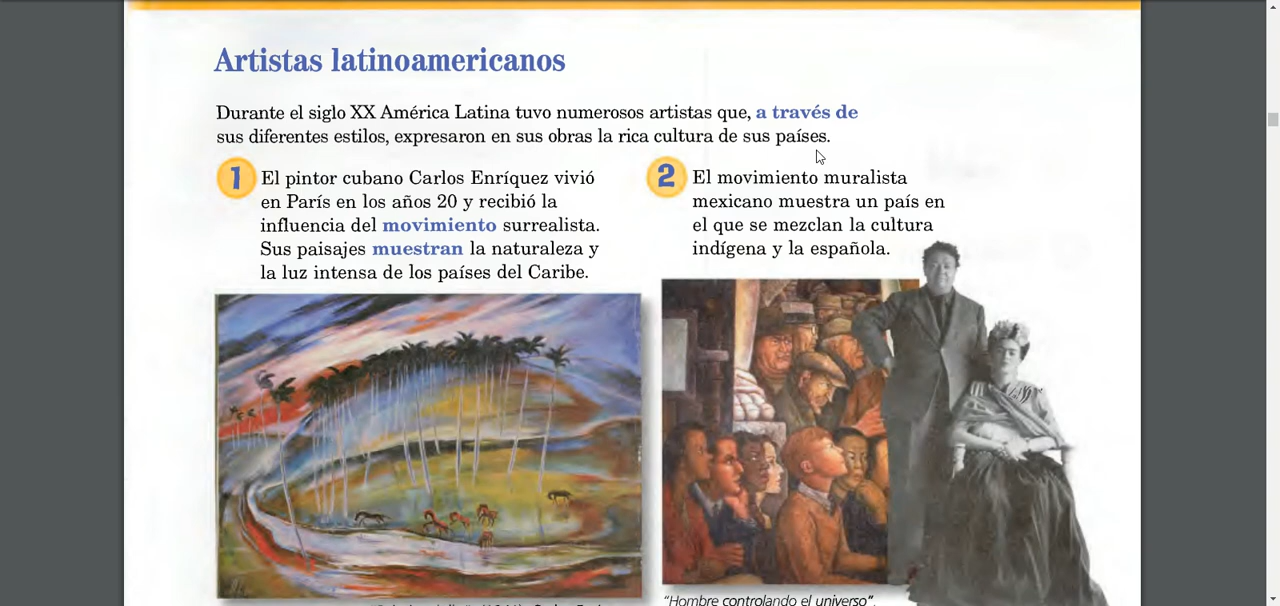 Artistas latinoamericanos
Durante el siglo XX América Latina tuvo numerosos artistas que, a través de
sus diferentes estilos, expresaron en sus obras la rica cultura de sus países.
1
El pintor cubano Carlos Enríquez vivió
en París en los años 20 y recibió la
influencia del movimiento surrealista.
Sus paisajes muestran la naturaleza y
la luz intensa de los países del Caribe.
2
El movimiento muralista
mexicano muestra un país en
el que se mezclan la cultura
indígena y la española.
"Hombre controlando el universo".